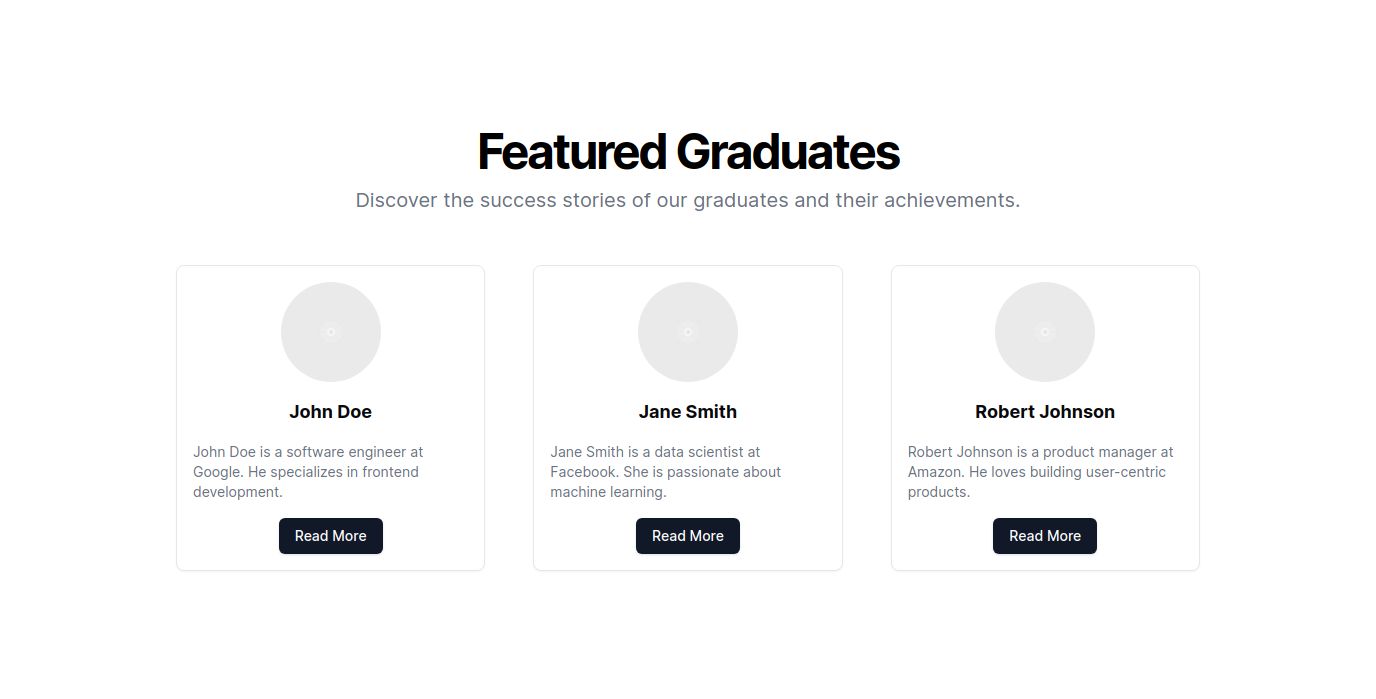 Featured Graduates
Discover the success stories of our graduates and their achievements.
John Doe
John Doe is a software engineer at
Google. He specializes in frontend
development.
Read More
Jane Smith
Jane Smith is a data scientist at
Facebook. She is passionate about
machine learning.
Read More
Robert Johnson
Robert Johnson is a product manager at
Amazon. He loves building user-centric
products.
Read More